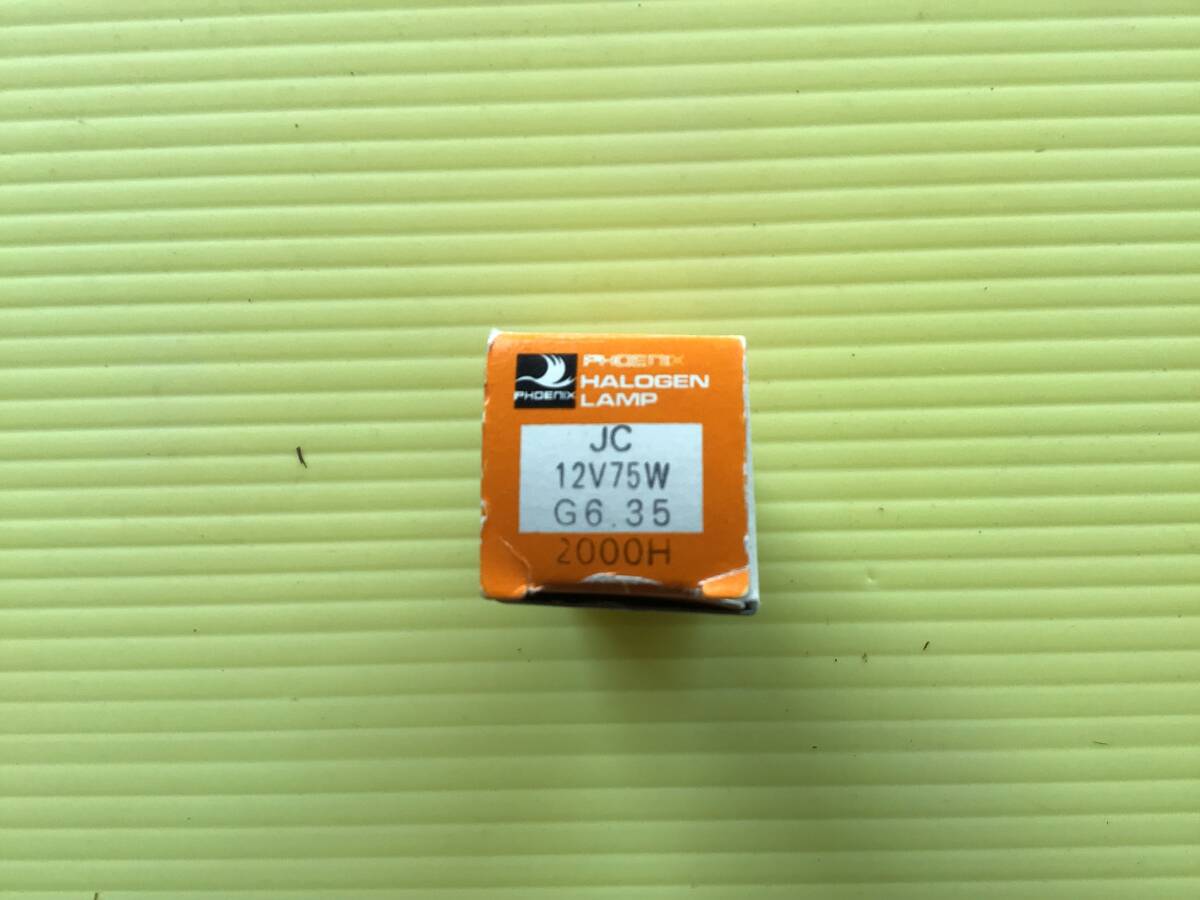 PHOENIX
PHOENIX
HALOGEN
LAMP
JC
12V75W
G6.35
2000H